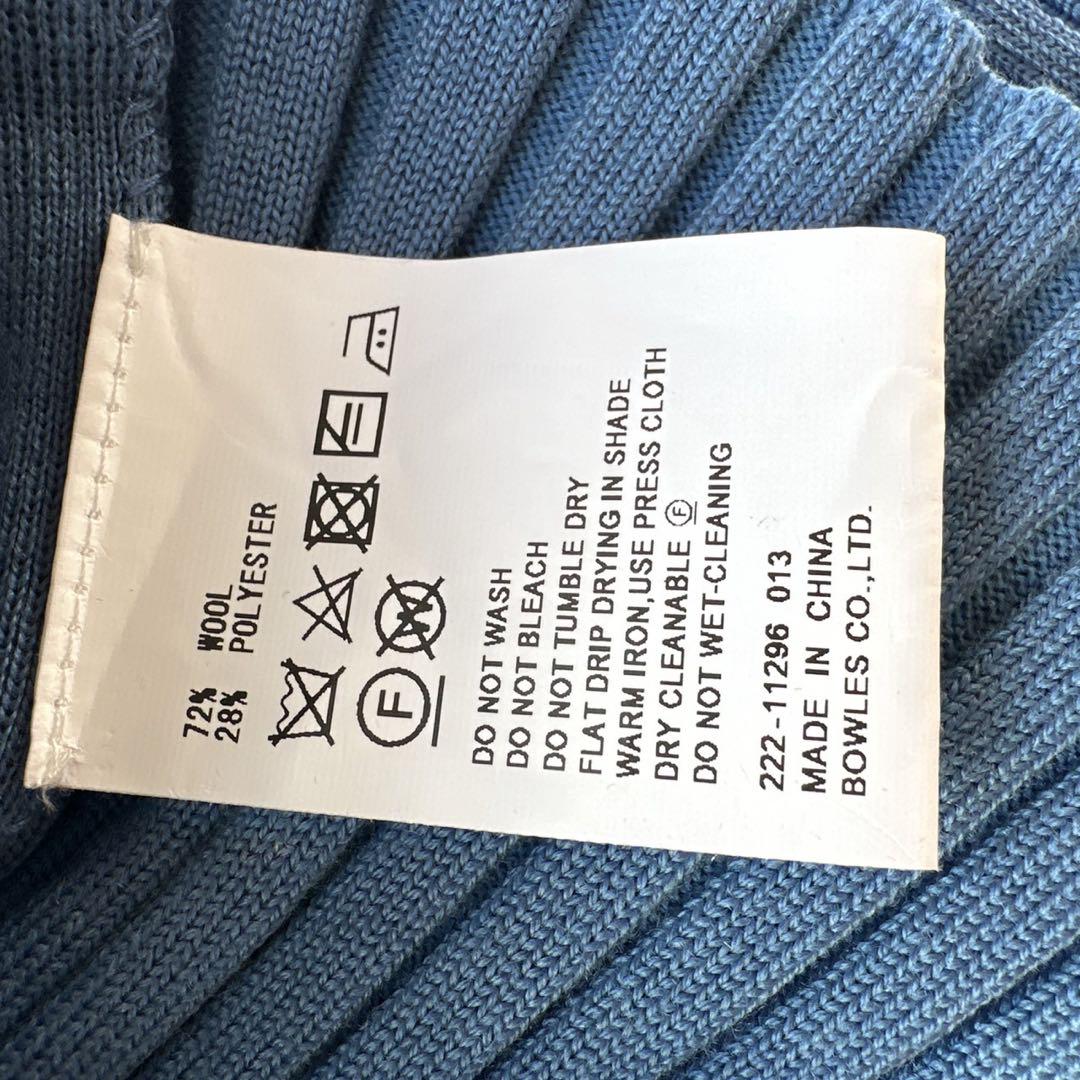 72% WOOL
28% POLYESTER
F W
DO NOT WASH
DO NOT BLEACH
DO NOT TUMBLE DRY
FLAT DRIP DRYING IN SHADE
WARM IRON,USE PRESS CLOTH
DRY CLEANABLE Ⓕ
DO NOT WET-CLEANING
222-11296 013
MADE IN CHINA
BOWLES CO.,LTD.